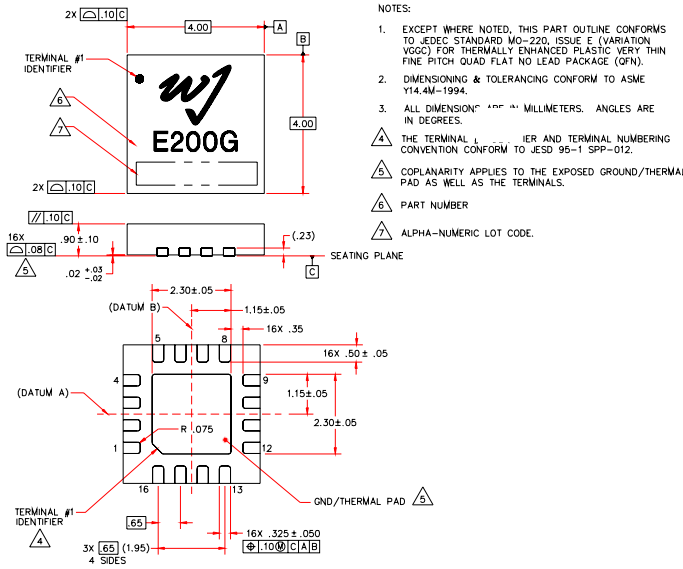 2X .10 C
4.00
A
B
TERMINAL #1
IDENTIFIER
wj
6
E200G
7
4.00
2X .10 C
// .10 C
16X
.08 C
.90±.10
5
.02 +.03 -.02
(.23)
SEATING PLANE
C
2.30±.05
(DATUM B)
1.15±.05
16X .35
5
8
16X .50± .05
4
9
(DATUM A)
1.15±.05
2.30±.05
R .075
1
12
16
13
GND/THERMAL PAD 5
TERMINAL #1
IDENTIFIER
4
.65
16X .325±.050
.10 M C A B
3X .65 (1.95)
4 SIDES
NOTES:
1. EXCEPT WHERE NOTED, THIS PART OUTLINE CONFORMS
TO JEDEC STANDARD MO-220, ISSUE E (VARIATION
VGGC) FOR THERMALLY ENHANCED PLASTIC VERY THIN
FINE PITCH QUAD FLAT NO LEAD PACKAGE (QFN).
2. DIMENSIONING & TOLERANCING CONFORM TO ASME
Y14.4M-1994.
3. ALL DIMENSIONS IN MILLIMETERS. ANGLES ARE
IN DEGREES.
4 THE TERMINAL AND TERMINAL NUMBERING
CONVENTION CONFORM TO JESD 95-1 SPP-012.
5 COPLANARITY APPLIES TO THE EXPOSED GROUND/THERMAL
PAD AS WELL AS THE TERMINALS.
6 PART NUMBER
7 ALPHA-NUMERIC LOT CODE.